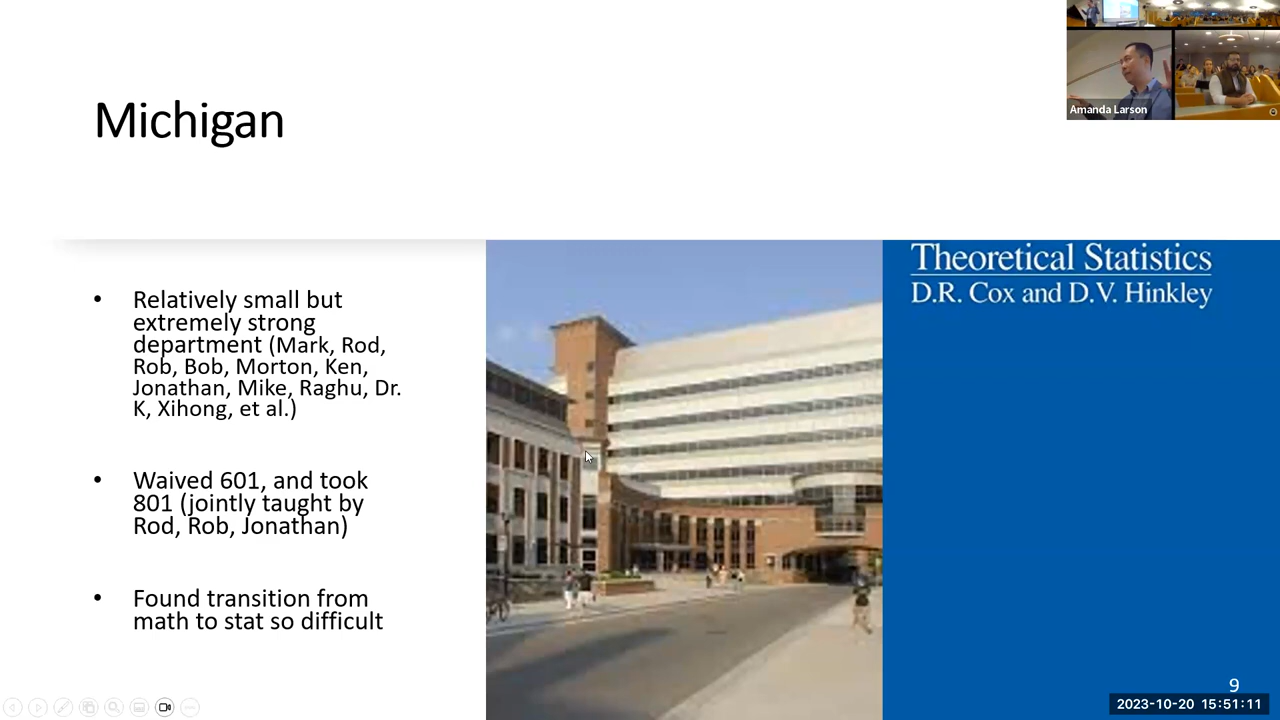 Amanda Larson
Michigan
• Relatively small but
extremely strong
department (Mark, Rod,
Rob, Bob, Morton, Ken,
Jonathan, Mike, Raghu, Dr.
K, Xihong, et al.)
• Waived 601, and took
801 (jointly taught by
Rod, Rob, Jonathan)
• Found transition from
math to stat so difficult
Theoretical Statistics
D.R. Cox and D.V. Hinkley
9
2023-10-20 15:51:11